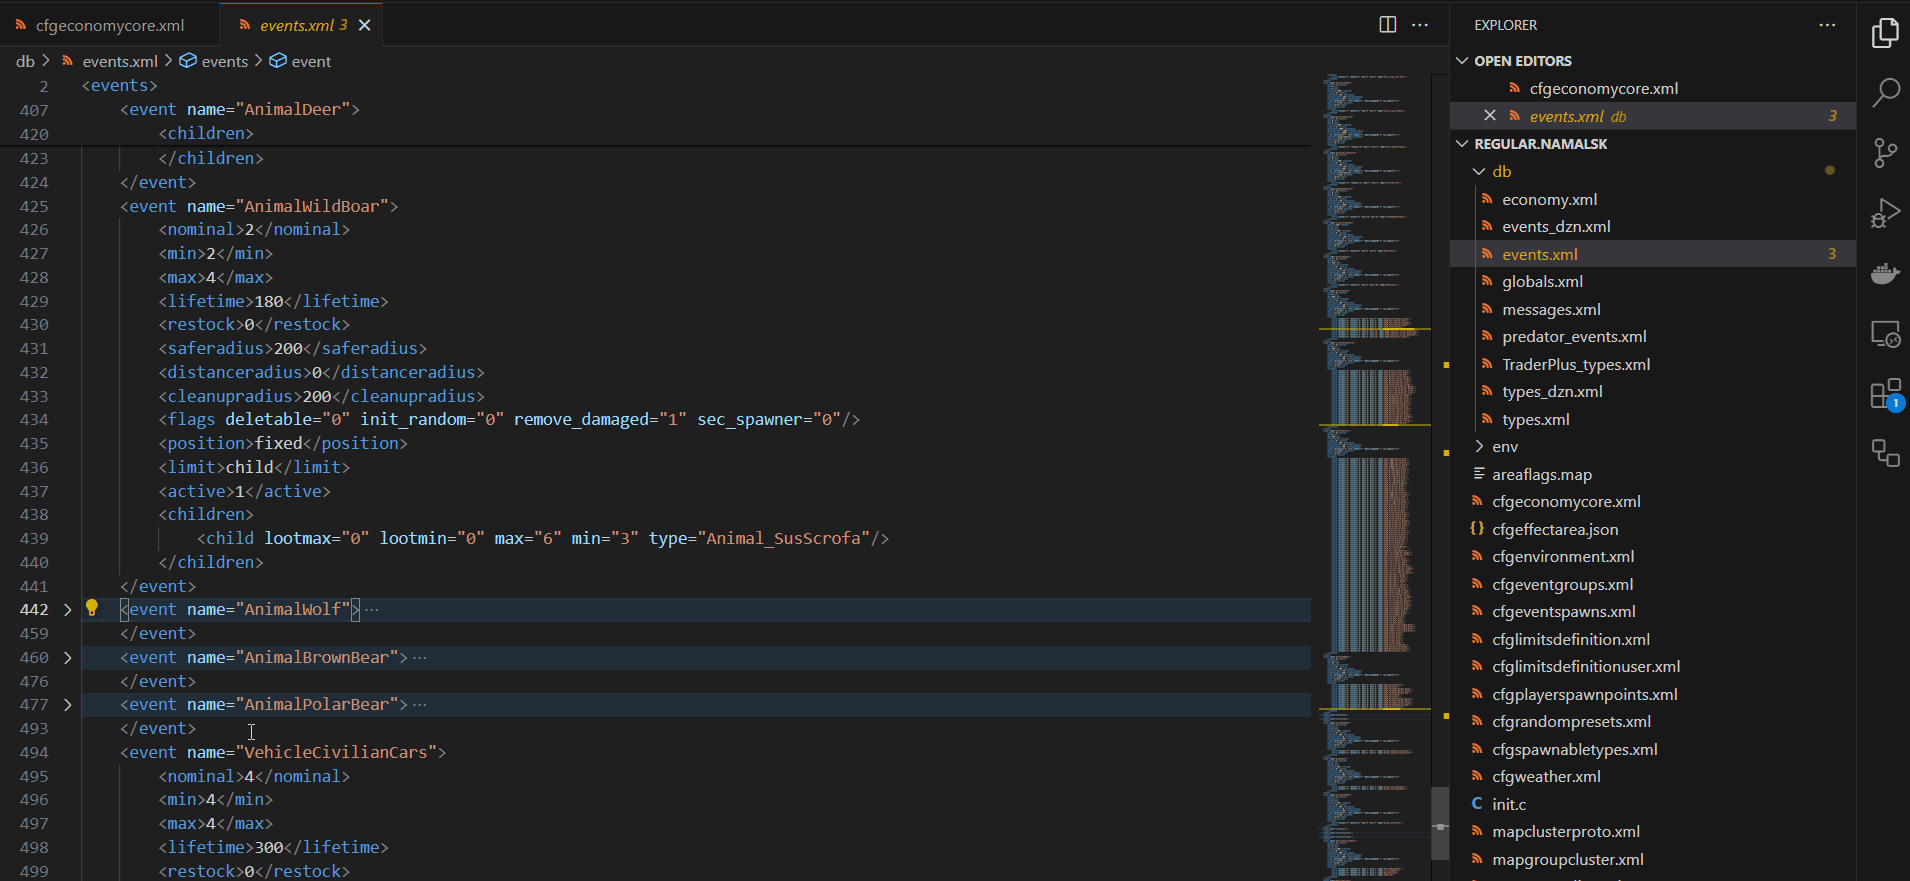 cfgeconomycore.xml
events.xml 3
db > events.xml > events > event
2 <events>
407 <event name="AnimalDeer">
420 <children>
423 </children>
424 </event>
425 <event name="AnimalWildBoar">
426 <nominal>2</nominal>
427 <min>2</min>
428 <max>4</max>
429 <lifetime>180</lifetime>
430 <restock>0</restock>
431 <saferadius>200</saferadius>
432 <distanceradius>0</distanceradius>
433 <cleanupradius>200</cleanupradius>
434 <flags deletable="0" init_random="0" remove_damaged="1" sec_spawner="0"/>
435 <position>fixed</position>
436 <limit>child</limit>
437 <active>1</active>
438 <children>
439 <child lootmax="0" lootmin="0" max="6" min="3" type="Animal_SusScrofa"/>
440 </children>
441 </event>
442 <event name="AnimalWolf">…
459 </event>
460 <event name="AnimalBrownBear">…
476 </event>
477 <event name="AnimalPolarBear">…
493 </event>
494 <event name="VehicleCivilianCars">
495 <nominal>4</nominal>
496 <min>4</min>
497 <max>4</max>
498 <lifetime>300</lifetime>
499 <restock>0</restock>
EXPLORER
OPEN EDITORS
cfgeconomycore.xml
events.xml db 3
REGULAR.NAMALSK
db
economy.xml
events_dzn.xml
events.xml 3
globals.xml
messages.xml
predator_events.xml
TraderPlus_types.xml
types_dzn.xml
types.xml
env
areaflags.map
cfgeconomycore.xml
cfgeffectarea.json
cfgenvironment.xml
cfgeventgroups.xml
cfgeventspawns.xml
cfglimitsdefinition.xml
cfglimitsdefinitionuser.xml
cfgplayerspawnpoints.xml
cfgrandompresets.xml
cfgspawnabletypes.xml
cfgweather.xml
init.c
mapclusterproto.xml
mapgroupcluster.xml
1